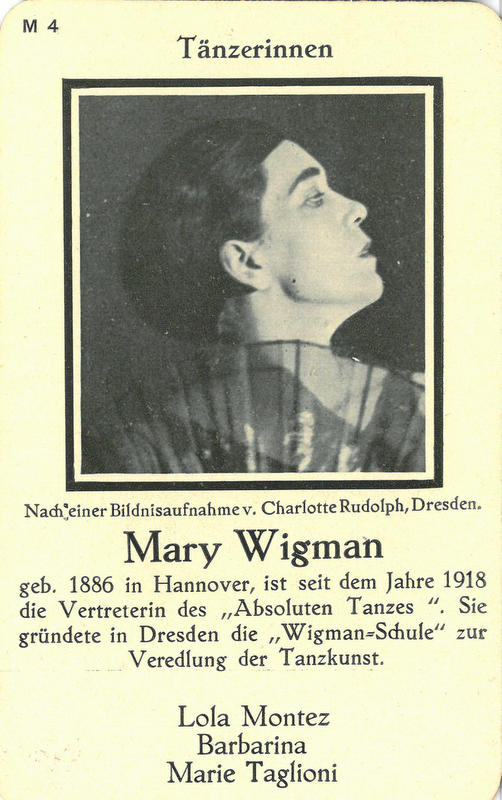 M 4
Tänzerinnen
Nach einer Bildnisaufnahme v. Charlotte Rudolph, Dresden.
Mary Wigman
geb. 1886 in Hannover, ist seit dem Jahre 1918
die Vertreterin des „Absoluten Tanzes “. Sie
gründete in Dresden die „Wigman=Schule“ zur
Veredlung der Tanzkunst.
Lola Montez
Barbarina
Marie Taglioni